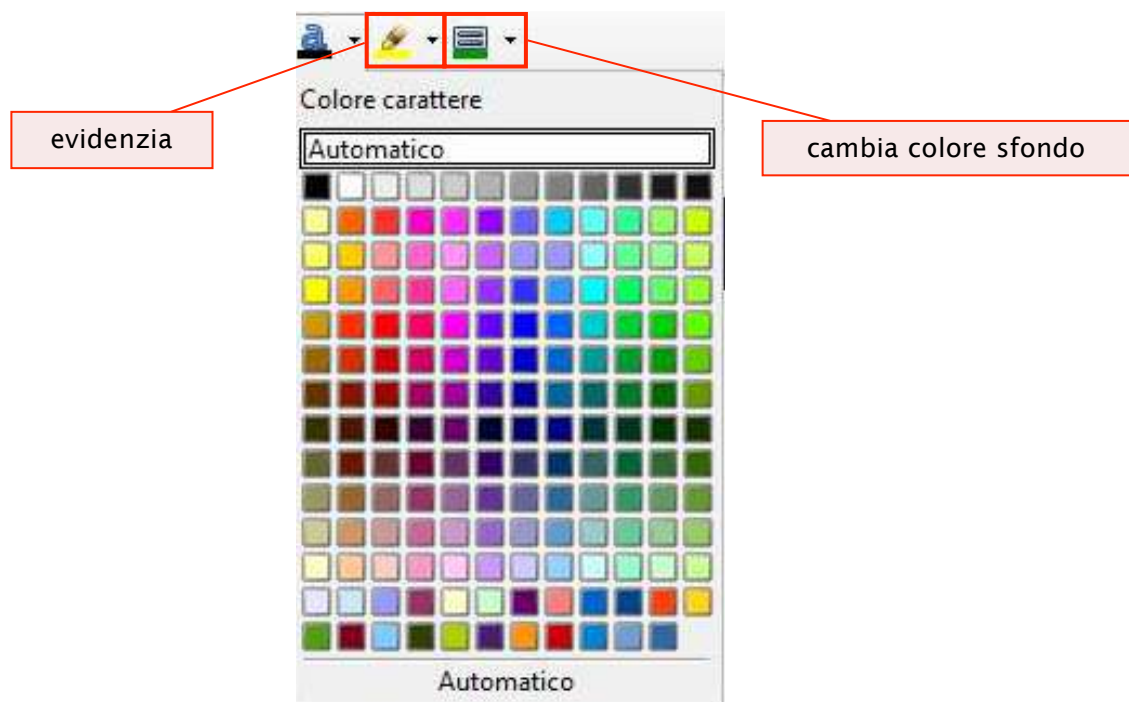 Colore carattere
evidenzia
Automatico
cambia colore sfondo
Automatico